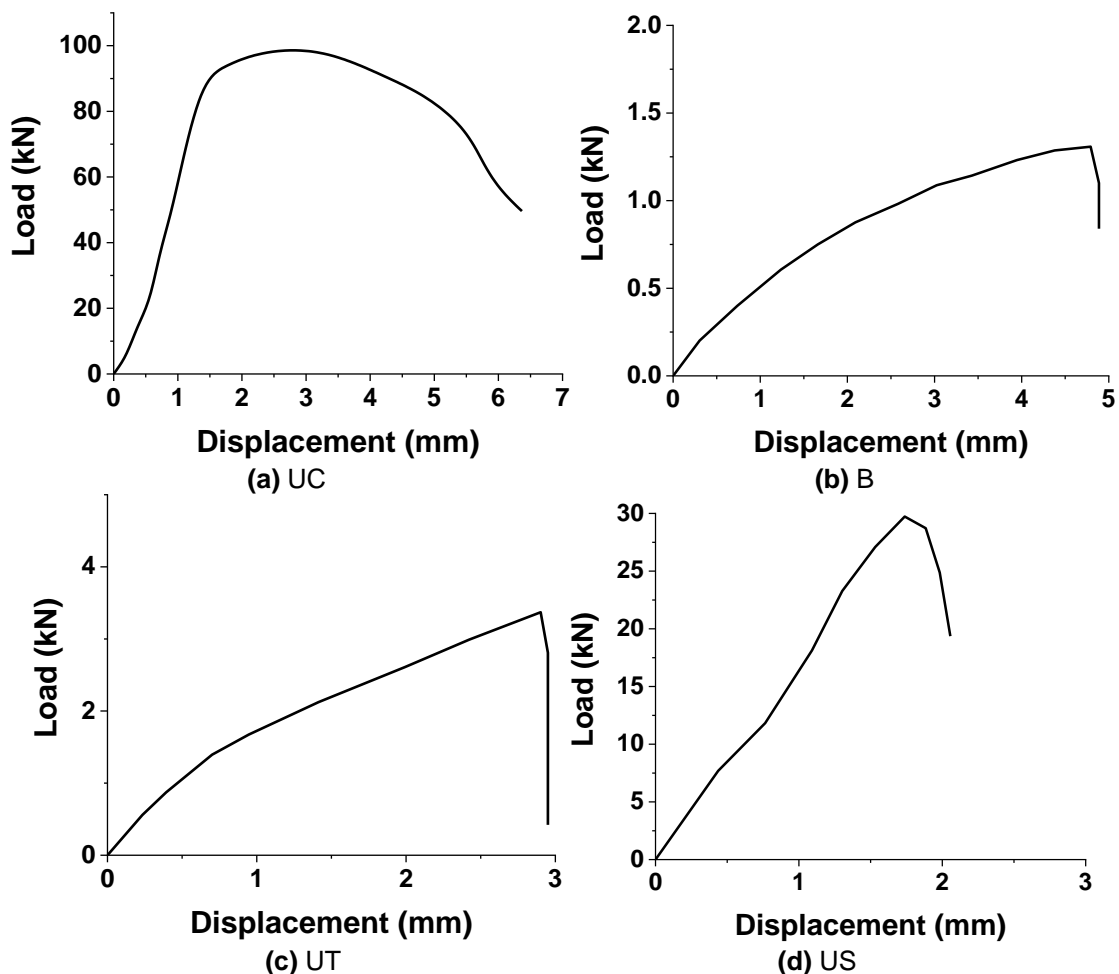 100
80
60
40
20
0
Load (kN)
0 1 2 3 4 5 6 7
Displacement (mm)
(a) UC
2.0
1.5
1.0
0.5
0.0
Load (kN)
0 1 2 3 4 5
Displacement (mm)
(b) B
4
2
0
Load (kN)
0 1 2 3
Displacement (mm)
(c) UT
30
25
20
15
10
5
0
Load (kN)
0 1 2 3
Displacement (mm)
(d) US